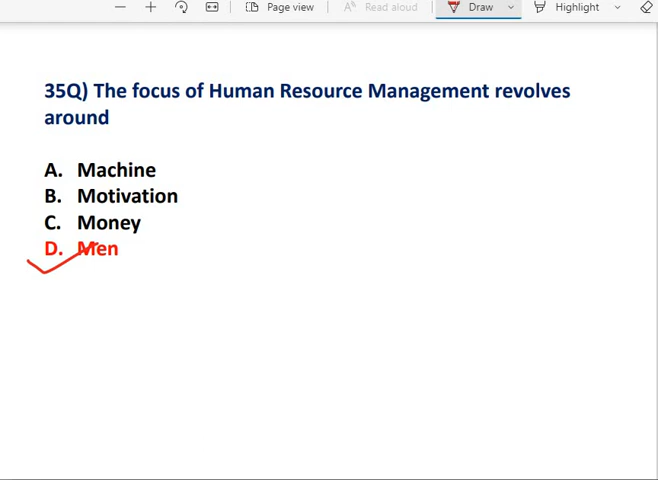 Page view
Read aloud
Draw
Highlight
35Q) The focus of Human Resource Management revolves
around
A. Machine
B. Motivation
C. Money
D. Men